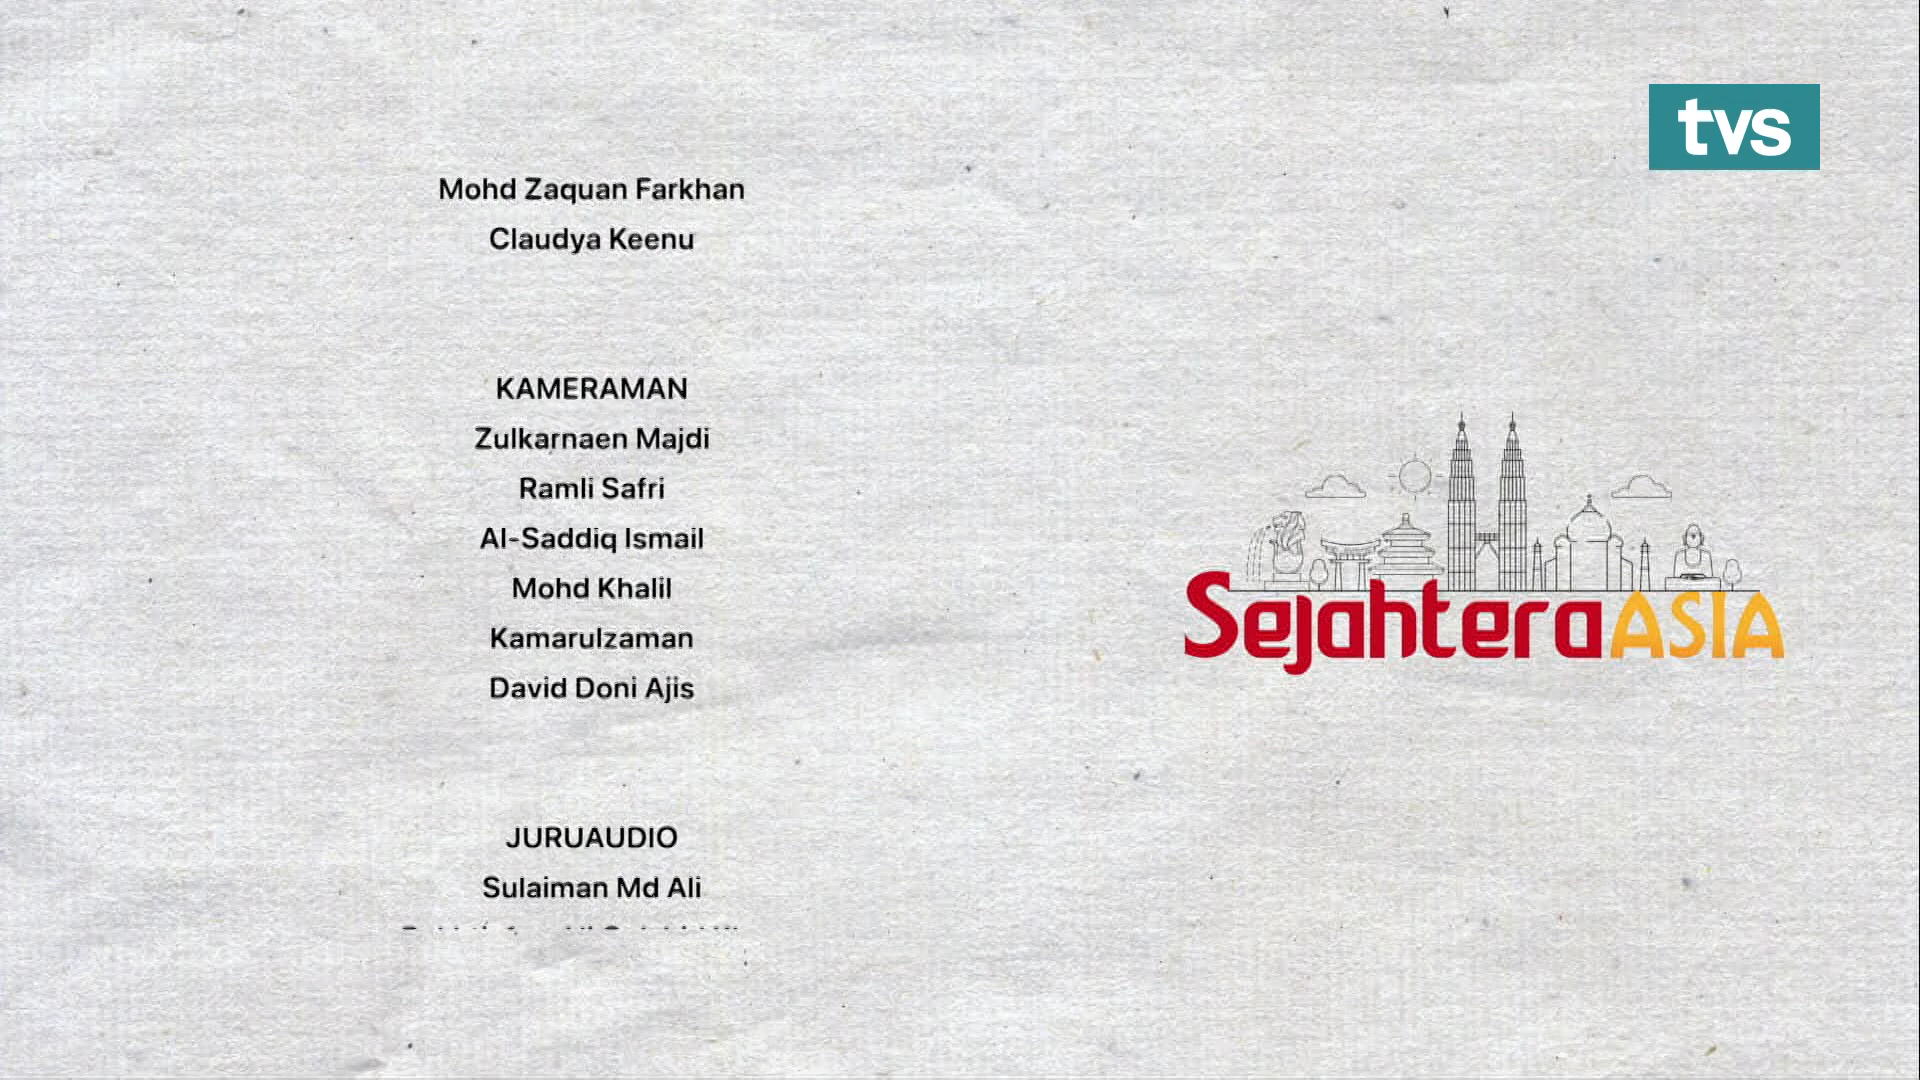 tvs
Mohd Zaquan Farkhan
Claudya Keenu
KAMERAMAN
Zulkarnaen Majdi
Ramli Safri
Al-Saddiq Ismail
Mohd Khalil
Kamarulzaman
David Doni Ajis
SejahteraASIA
JURUAUDIO
Sulaiman Md Ali